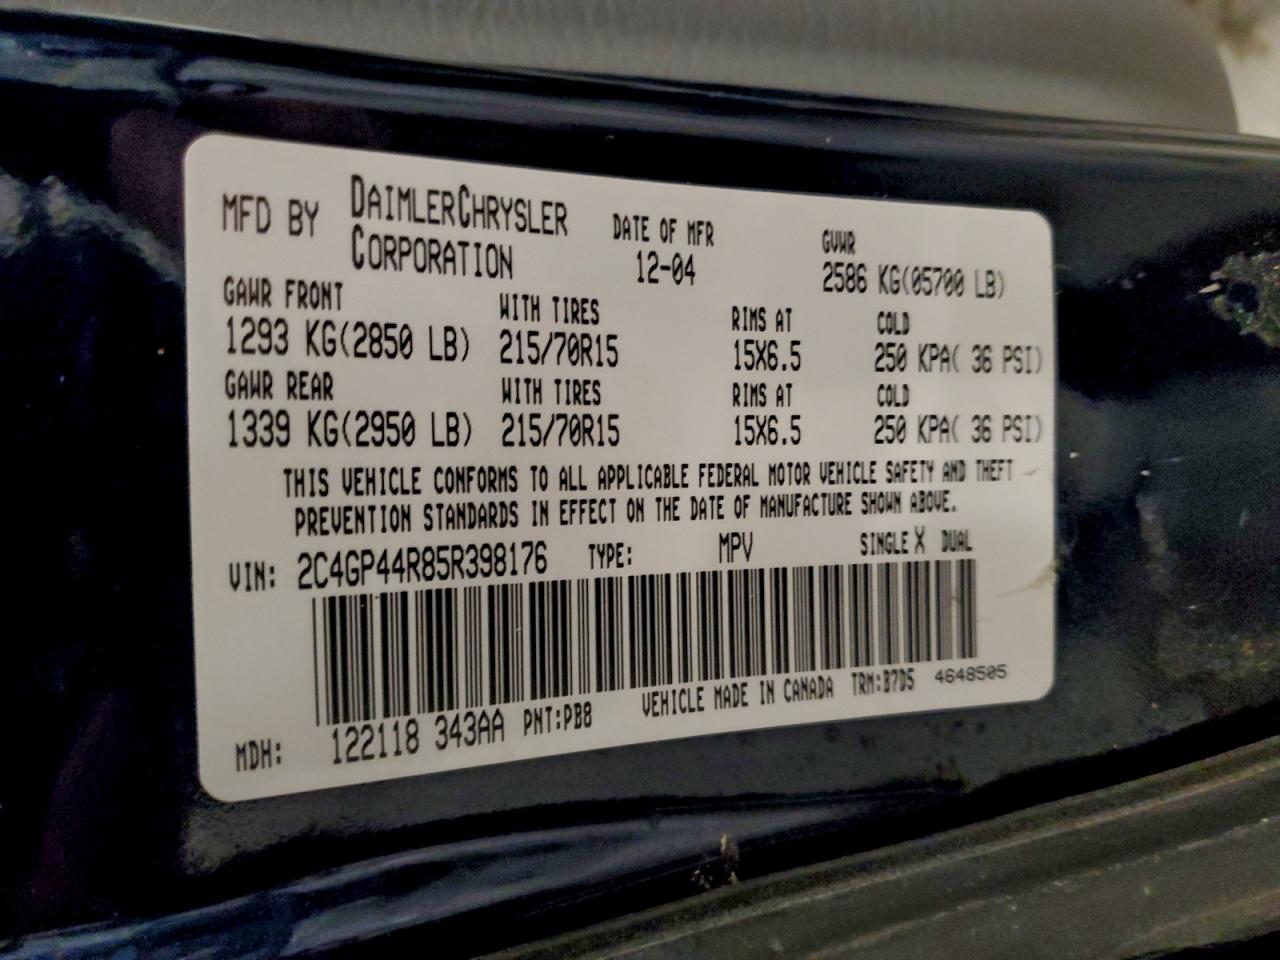 MFD BY DAIMLERCHRYSLER CORPORATION DATE OF MFR 12-04 GVWR 2586 KG(05700 LB)
GAWR FRONT WITH TIRES RIMS AT COLD
1293 KG(2850 LB) 215/70R15 15X6.5 250 KPA( 36 PSI)
GAWR REAR WITH TIRES RIMS AT COLD
1339 KG(2950 LB) 215/70R15 15X6.5 250 KPA( 36 PSI)
THIS VEHICLE CONFORMS TO ALL APPLICABLE FEDERAL MOTOR VEHICLE SAFETY AND THEFT
PREVENTION STANDARDS IN EFFECT ON THE DATE OF MANUFACTURE SHOWN ABOVE.
VIN: 2C4GP44R85R398176 TYPE: MPV SINGLE X DUAL
MDH: 122118 343AA PNT:PB8 VEHICLE MADE IN CANADA TRM:B7D5 4648505